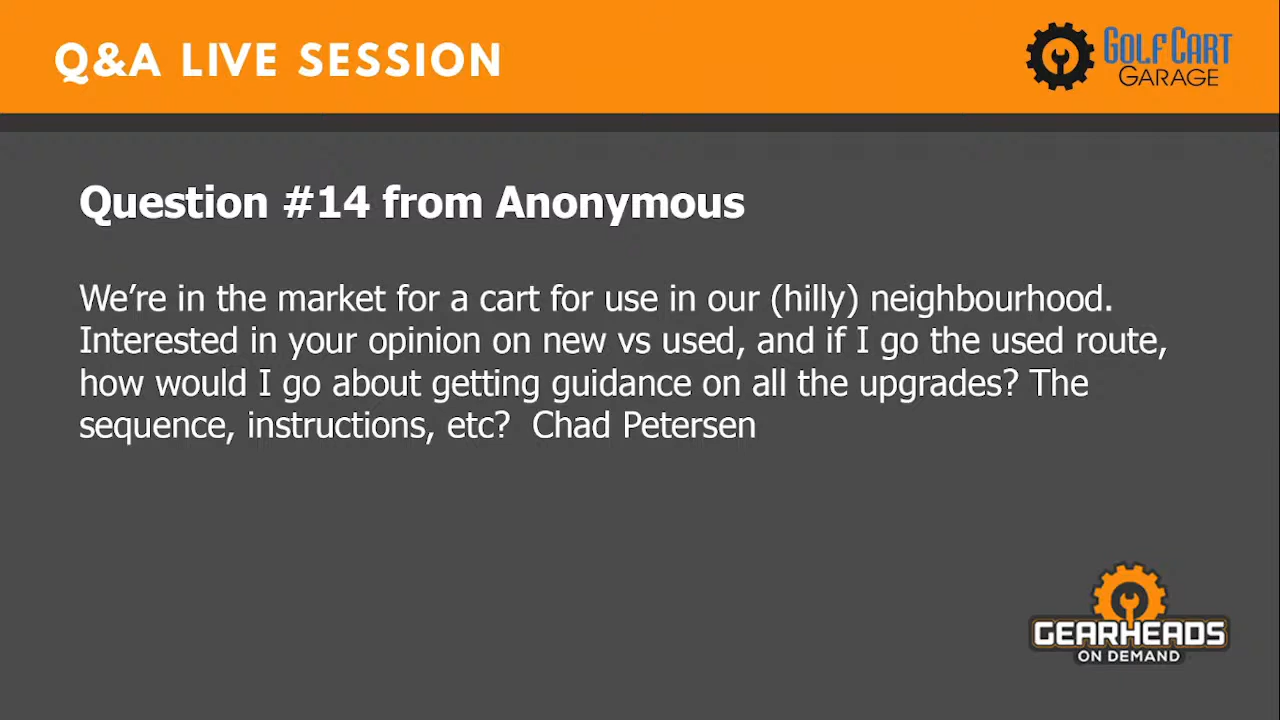 Q&A LIVE SESSION
GOLF CART
GARAGE
Question #14 from Anonymous
We’re in the market for a cart for use in our (hilly) neighbourhood.
Interested in your opinion on new vs used, and if I go the used route,
how would I go about getting guidance on all the upgrades? The
sequence, instructions, etc?  Chad Petersen
GEARHEADS
ON DEMAND